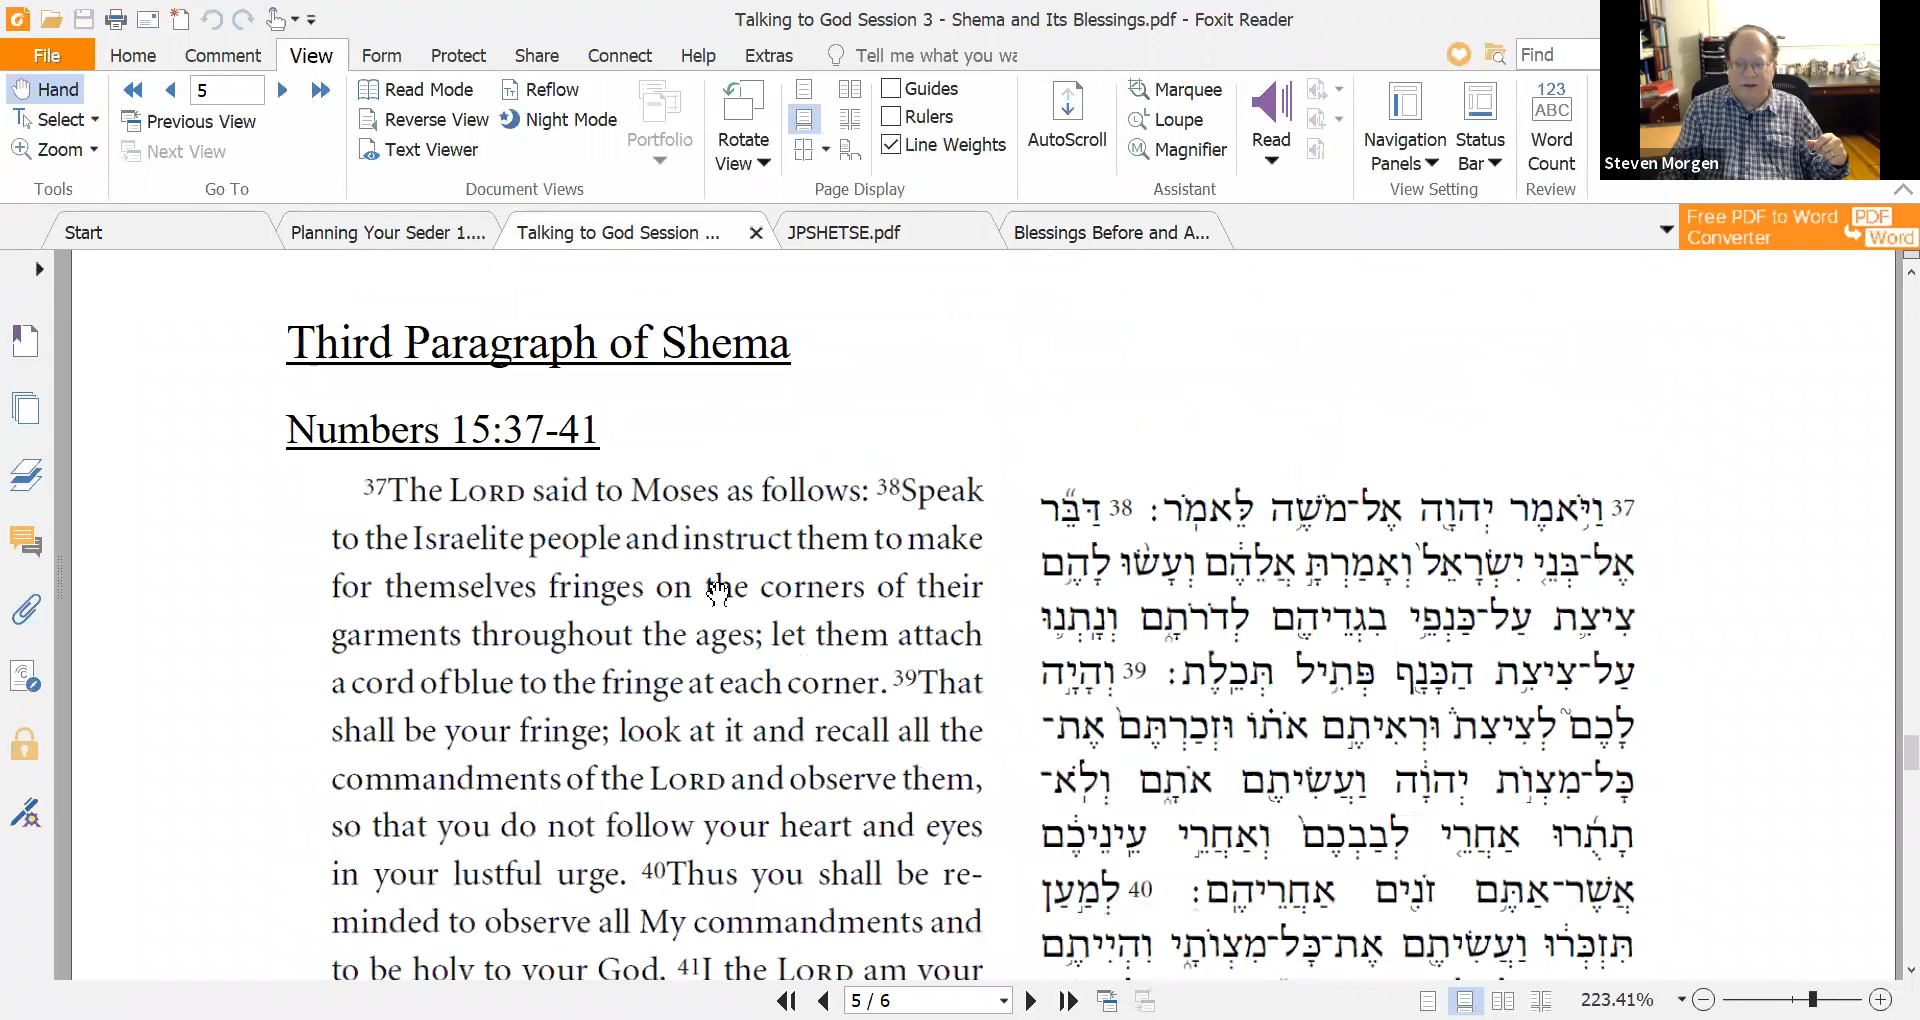 Talking to God Session 3 - Shema and Its Blessings.pdf - Foxit Reader
File Home Comment View Form Protect Share Connect Help Extras Tell me what you wa Find
Hand
Select
Zoom
Tools
5
Previous View
Next View
Go To
Read Mode
Reverse View
Text Viewer
Reflow
Night Mode
Document Views
Portfolio
Rotate
View
Page Display
Guides
Rulers
Line Weights
AutoScroll
Marquee
Loupe
Magnifier
Assistant
Read
Navigation
Panels
Status
Bar
View Setting
123
ABC
Word
Count
Review
Steven Morgen
Start
Planning Your Seder 1....
Talking to God Session ...
JPSHETSE.pdf
Blessings Before and A...
Free PDF to Word
Converter
PDF
Word
Third Paragraph of Shema
Numbers 15:37-41
37The LORD said to Moses as follows: 38Speak
to the Israelite people and instruct them to make
for themselves fringes on the corners of their
garments throughout the ages; let them attach
a cord of blue to the fringe at each corner. 39That
shall be your fringe; look at it and recall all the
commandments of the LORD and observe them,
so that you do not follow your heart and eyes
in your lustful urge. 40Thus you shall be re-
minded to observe all My commandments and
to be holy to your God. 41I the LORD am your
37 וַיֹּ֥אמֶר יְהוָ֖ה אֶל־מֹשֶׁ֥ה לֵּאמֹֽר׃ 38 דַּבֵּ֞ר
אֶל־בְּנֵ֤י יִשְׂרָאֵל֙ וְאָמַרְתָּ֣ אֲלֵהֶ֔ם וְעָשׂ֨וּ לָהֶ֥ם
צִיצִ֛ת עַל־כַּנְפֵ֥י בִגְדֵיהֶ֖ם לְדֹרֹתָ֑ם וְנָֽתְנ֛וּ
עַל־צִיצִ֥ת הַכָּנָ֖ף פְּתִ֥יל תְּכֵֽלֶת׃ 39 וְהָיָ֣ה
לָכֶם֮ לְצִיצִת֒ וּרְאִיתֶ֣ם אֹת֗וֹ וּזְכַרְתֶּם֙ אֶת־
כָּל־מִצְוֺ֣ת יְהוָ֔ה וַעֲשִׂיתֶ֖ם אֹתָ֑ם וְלֹֽא־
תָתֻ֜רוּ אַחֲרֵ֤י לְבַבְכֶם֙ וְאַחֲרֵ֣י עֵֽינֵיכֶ֔ם
אֲשֶׁר־אַתֶּ֥ם זֹנִ֖ים אַחֲרֵיהֶֽם׃ 40 לְמַ֣עַן
תִּזְכְּר֔וּ וַעֲשִׂיתֶ֖ם אֶת־כָּל־מִצְוֺתָ֑י וִהְיִיתֶ֥ם
5 / 6
223.41%